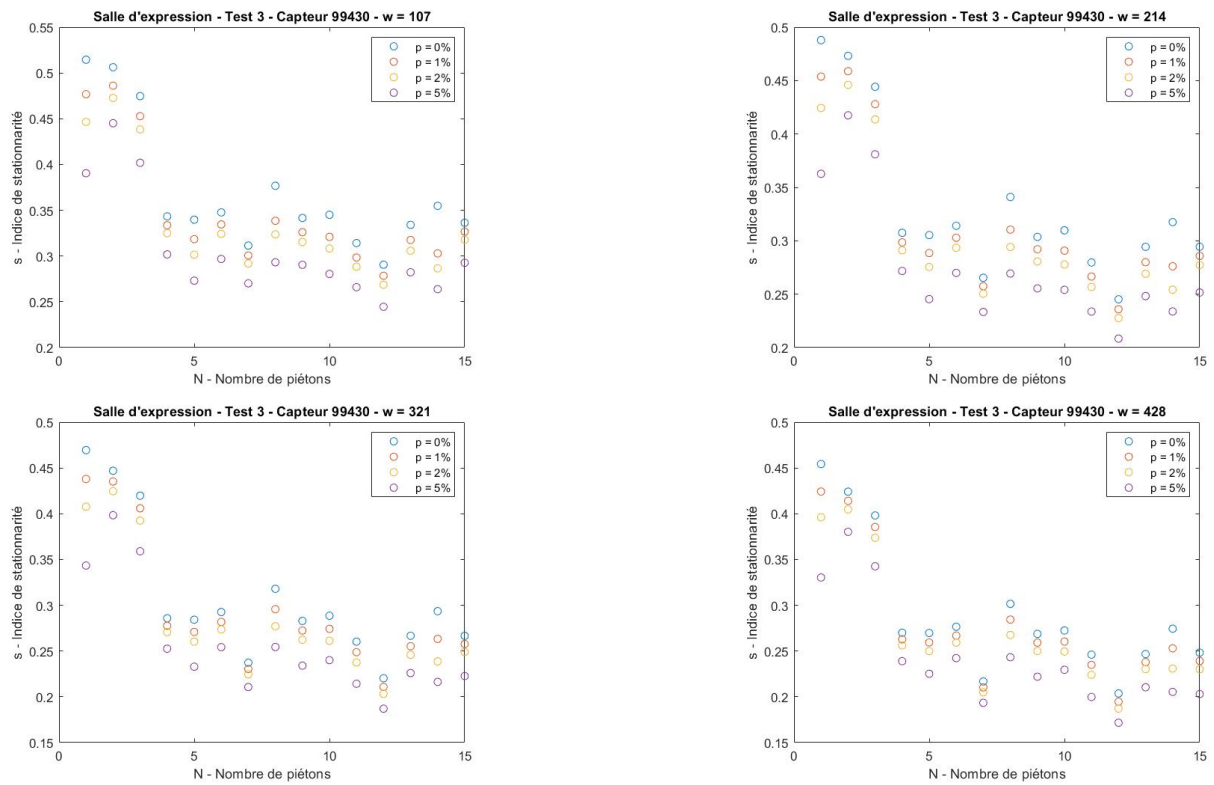 Salle d'expression - Test 3 - Capteur 99430 - w = 107
0.55
0.5
0.45
0.4
0.35
0.3
0.25
0.2
s - Indice de stationnarité
0
5
10
15
N - Nombre de piétons
p = 0%
p = 1%
p = 2%
p = 5%
Salle d'expression - Test 3 - Capteur 99430 - w = 214
0.5
0.45
0.4
0.35
0.3
0.25
0.2
s - Indice de stationnarité
0
5
10
15
N - Nombre de piétons
p = 0%
p = 1%
p = 2%
p = 5%
Salle d'expression - Test 3 - Capteur 99430 - w = 321
0.5
0.45
0.4
0.35
0.3
0.25
0.2
0.15
s - Indice de stationnarité
0
5
10
15
N - Nombre de piétons
p = 0%
p = 1%
p = 2%
p = 5%
Salle d'expression - Test 3 - Capteur 99430 - w = 428
0.5
0.45
0.4
0.35
0.3
0.25
0.2
0.15
s - Indice de stationnarité
0
5
10
15
N - Nombre de piétons
p = 0%
p = 1%
p = 2%
p = 5%